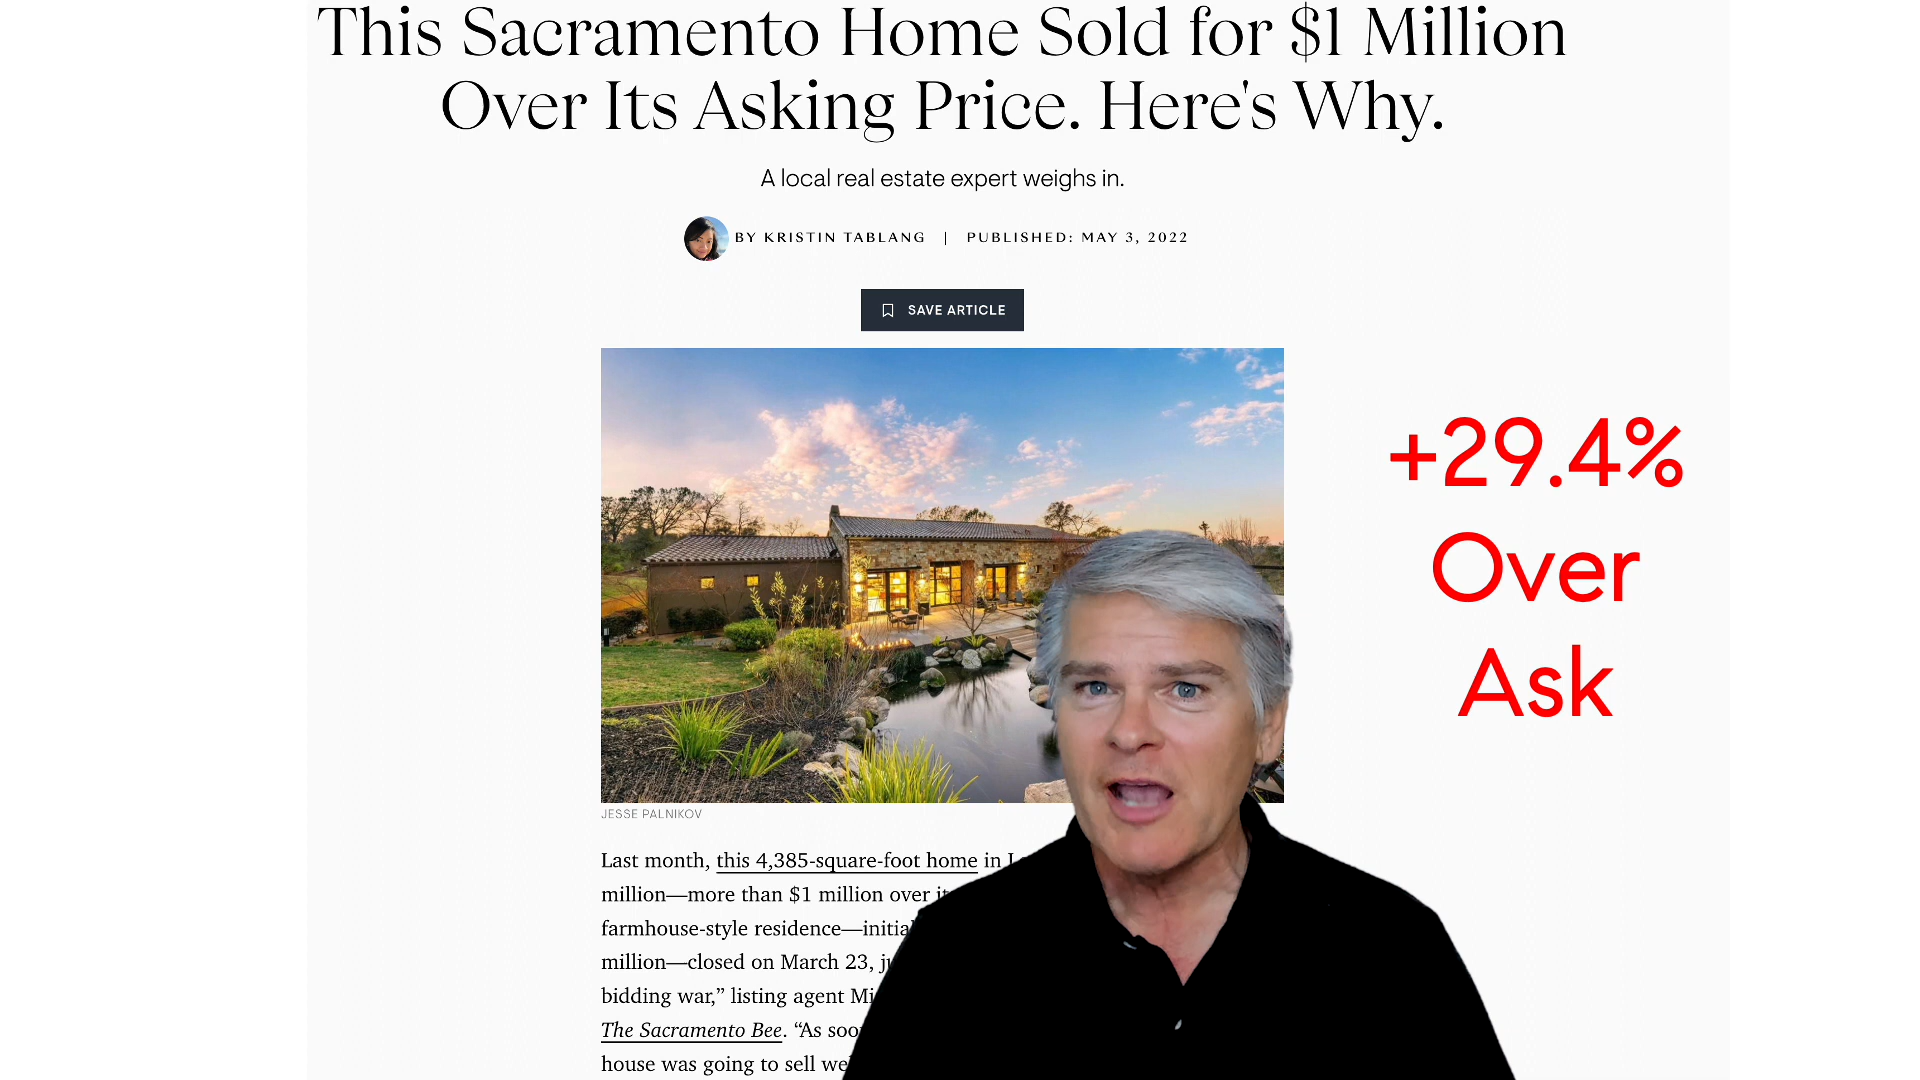 This Sacramento Home Sold for $1 Million
Over Its Asking Price. Here's Why.
A local real estate expert weighs in.
BY KRISTIN TABLANG | PUBLISHED: MAY 3, 2022
SAVE ARTICLE
+29.4%
Over
Ask
JESSE PALNIKOV
Last month, this 4,385-square-foot home in
million—more than $1 million over
farmhouse-style residence—
million—closed on March 23,
bidding war,” listing agent
The Sacramento Bee. “As
house was going to sell